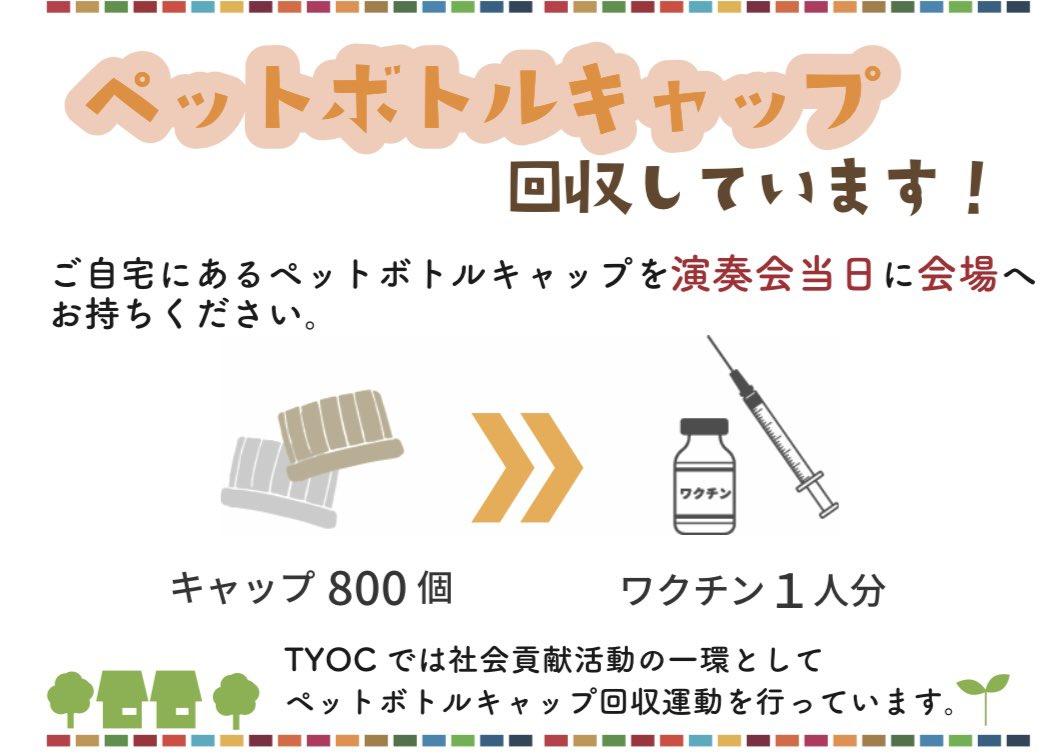 ペットボトルキャップ
回収しています！
ご自宅にあるペットボトルキャップを演奏会当日に会場へ
お持ちください。
ワクチン
キャップ 800 個
ワクチン 1 人分
TYOC では社会貢献活動の一環として
ペットボトルキャップ回収運動を行っています。